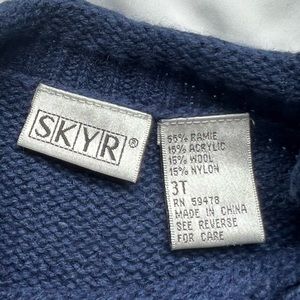 SKYR®
55% RAMIE
15% ACRYLIC
15% WOOL
15% NYLON
3T
RN 59478
MADE IN CHINA
SEE REVERSE
FOR CARE